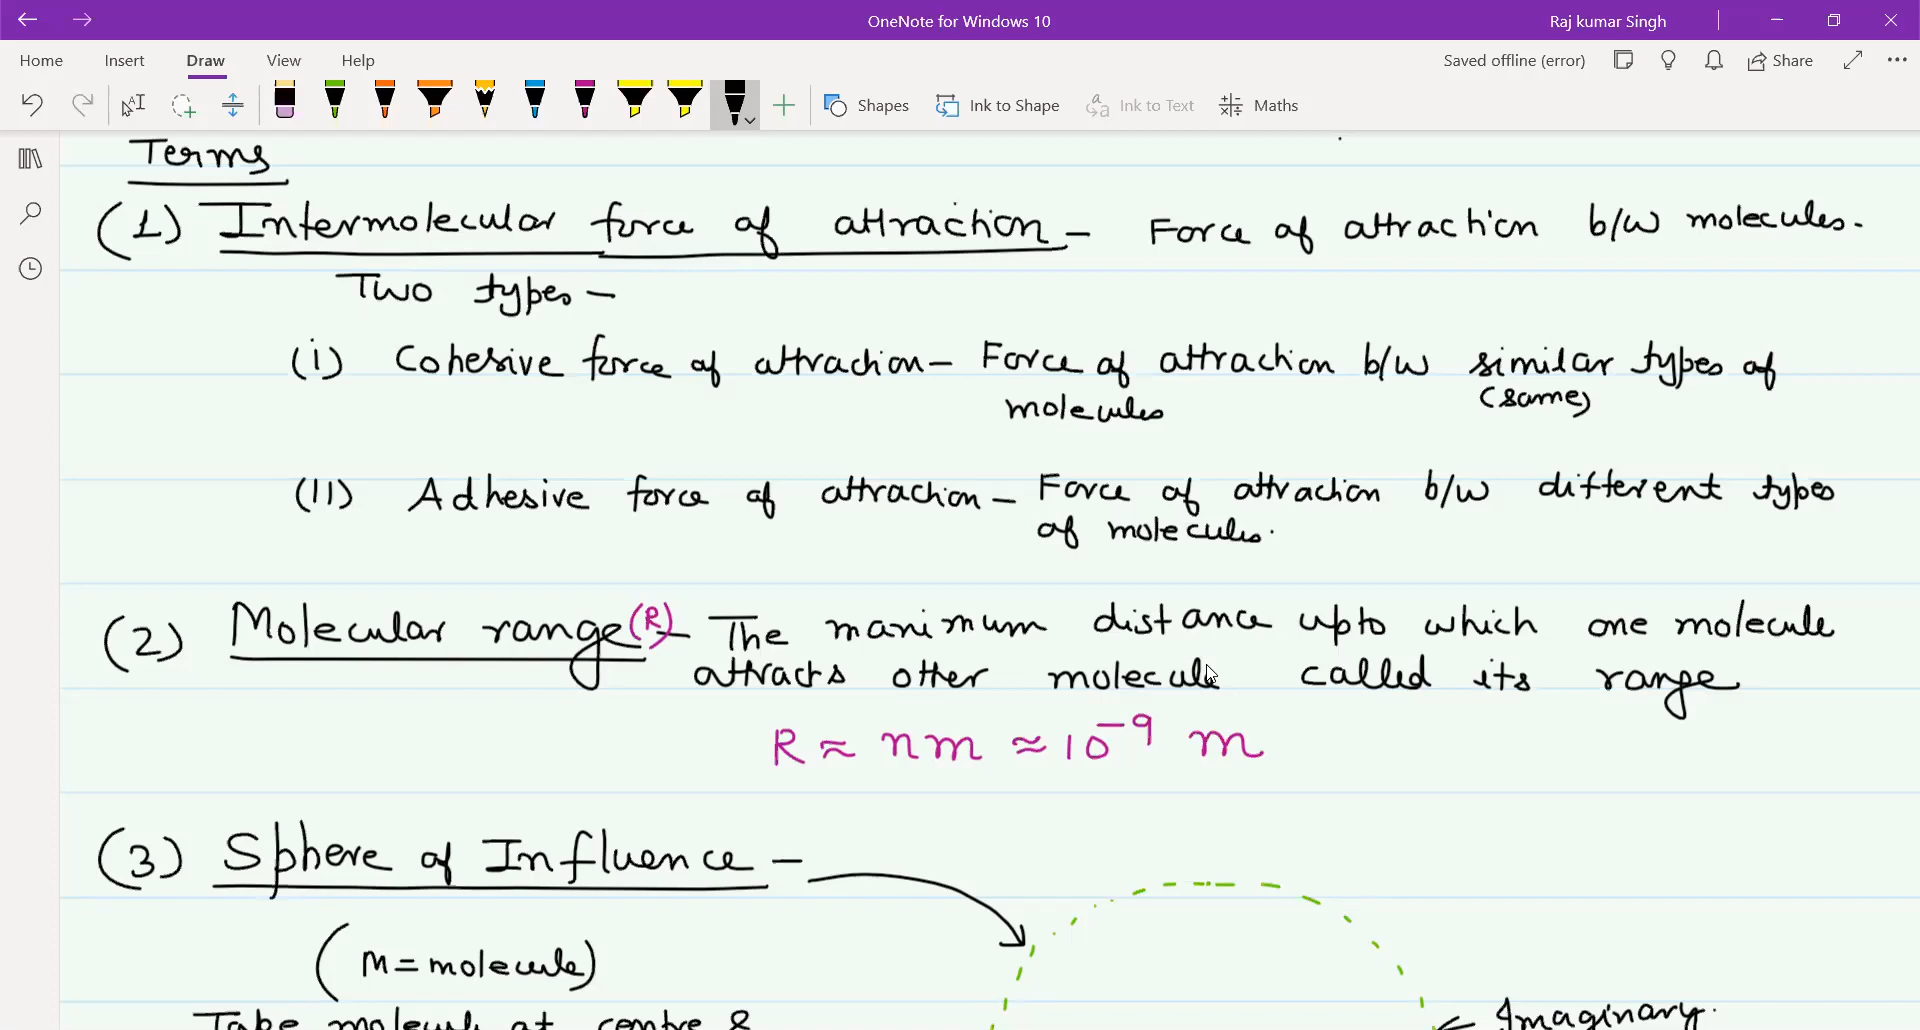 OneNote for Windows 10
Raj kumar Singh
Home Insert Draw View Help
Saved offline (error) Share
Shapes Ink to Shape Ink to Text Maths
Terms
(1) Intermolecular force of attraction - Force of attraction b/w molecules.
Two types -
(i) Cohesive force of attraction - Force of attraction b/w similar types of
(same)
molecules
(II) Adhesive force of attraction - Force of attraction b/w different types
of molecules.
(2) Molecular range (R) - The maximum distance upto which one molecule
attracts other molecule called its range
R ≈ nm ≈ 10⁻⁹ m
(3) Sphere of Influence -
(M = molecule)
Take molecule at centre &
Imaginary.